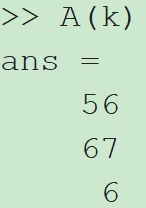 >> A(k)
ans =
56
67
6